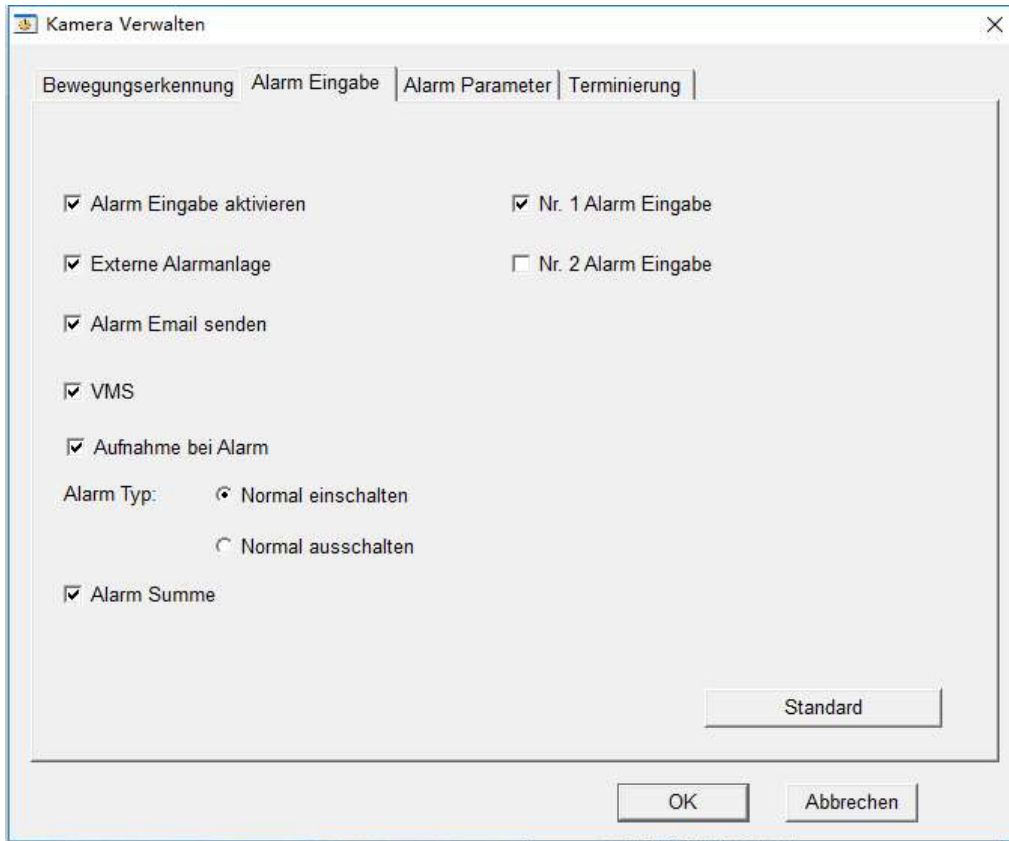 Kamera Verwalten
Bewegungserkennung Alarm Eingabe Alarm Parameter Terminierung
Alarm Eingabe aktivieren Nr. 1 Alarm Eingabe
Externe Alarmanlage Nr. 2 Alarm Eingabe
Alarm Email senden
VMS
Aufnahme bei Alarm
Alarm Typ: Normal einschalten
Normal ausschalten
Alarm Summe
Standard
OK Abbrechen